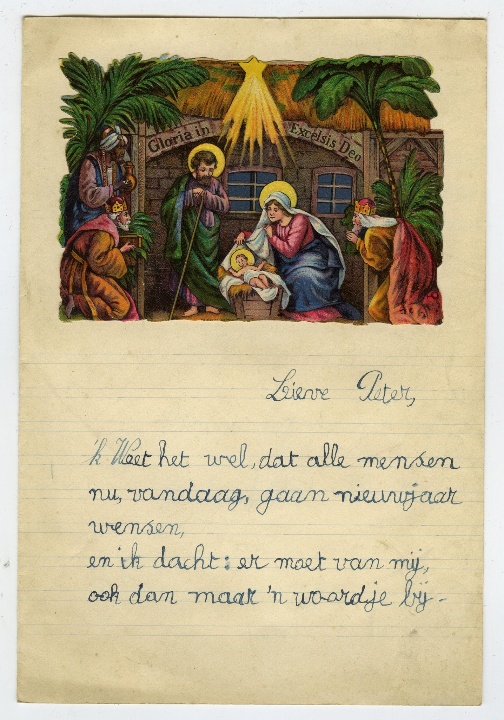 Gloria in Excelsis Deo
Lieve Peter,
'k Weet het wel, dat alle mensen
nu, vandaag, gaan nieuwjaar
wensen,
en ik dacht: er moet van mij,
ook dan maar 'n woordje bij-